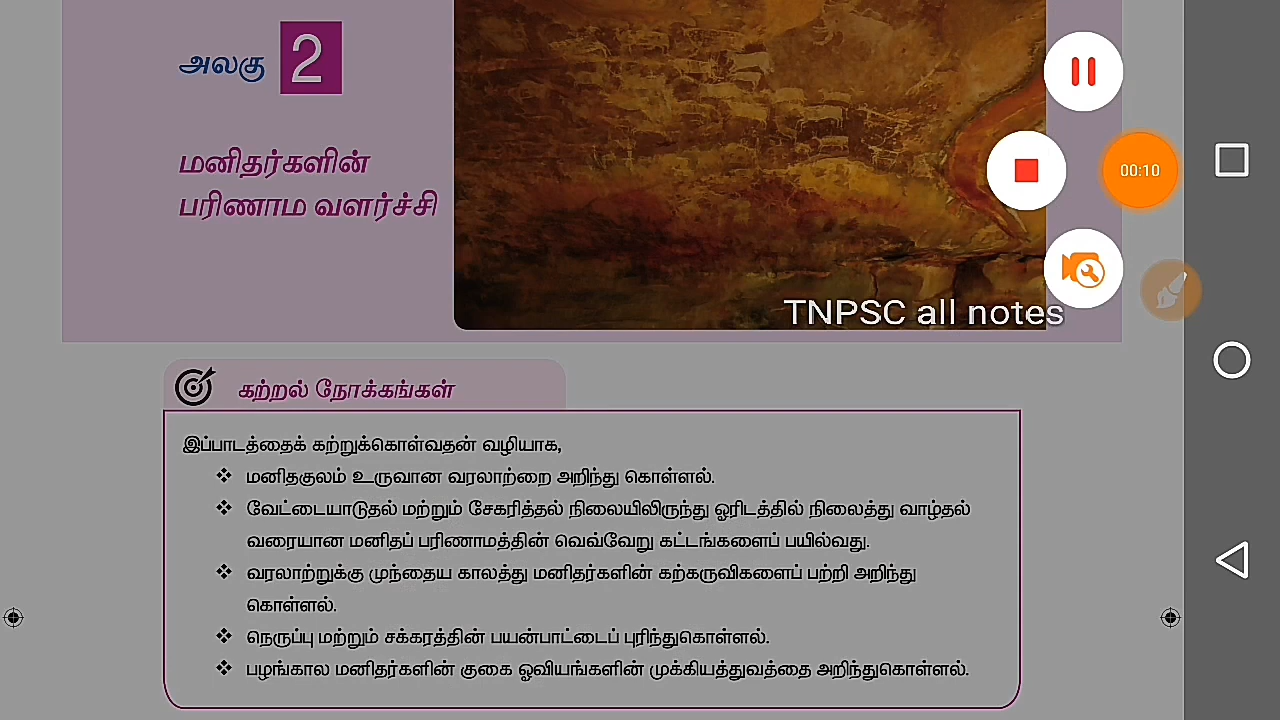 அலகு 2
மனிதர்களின்
பரிணாம வளர்ச்சி
00:10
TNPSC all notes
கற்றல் நோக்கங்கள்
இப்பாடத்தைக் கற்றுக்கொள்வதன் வழியாக,
❖ மனிதகுலம் உருவான வரலாற்றை அறிந்து கொள்ளல்.
❖ வேட்டையாடுதல் மற்றும் சேகரித்தல் நிலையிலிருந்து ஓரிடத்தில் நிலைத்து வாழ்தல்
வரையான மனிதப் பரிணாமத்தின் வெவ்வேறு கட்டங்களைப் பயில்வது.
❖ வரலாற்றுக்கு முந்தைய காலத்து மனிதர்களின் கற்கருவிகளைப் பற்றி அறிந்து
கொள்ளல்.
❖ நெருப்பு மற்றும் சக்கரத்தின் பயன்பாட்டைப் புரிந்துகொள்ளல்.
❖ பழங்கால மனிதர்களின் குகை ஓவியங்களின் முக்கியத்துவத்தை அறிந்துகொள்ளல்.